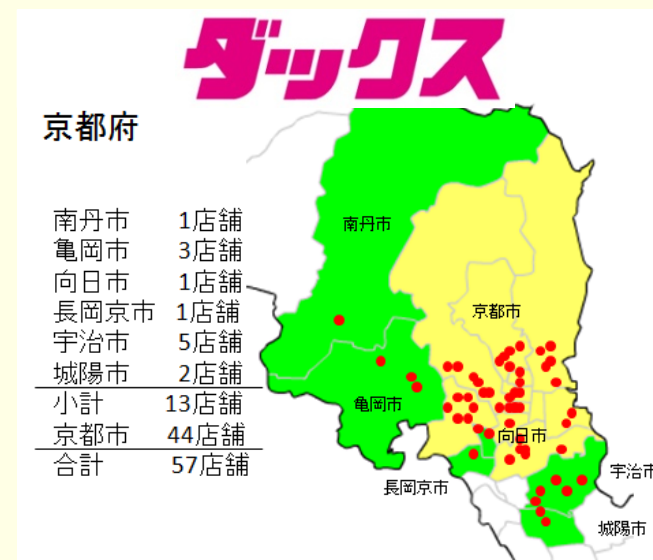 ダックス
京都府
南丹市 1店舗
亀岡市 3店舗
向日市 1店舗
長岡京市 1店舗
宇治市 5店舗
城陽市 2店舗
小計 13店舗
京都市 44店舗
合計 57店舗
南丹市
京都市
亀岡市
向日市
長岡京市
宇治市
城陽市